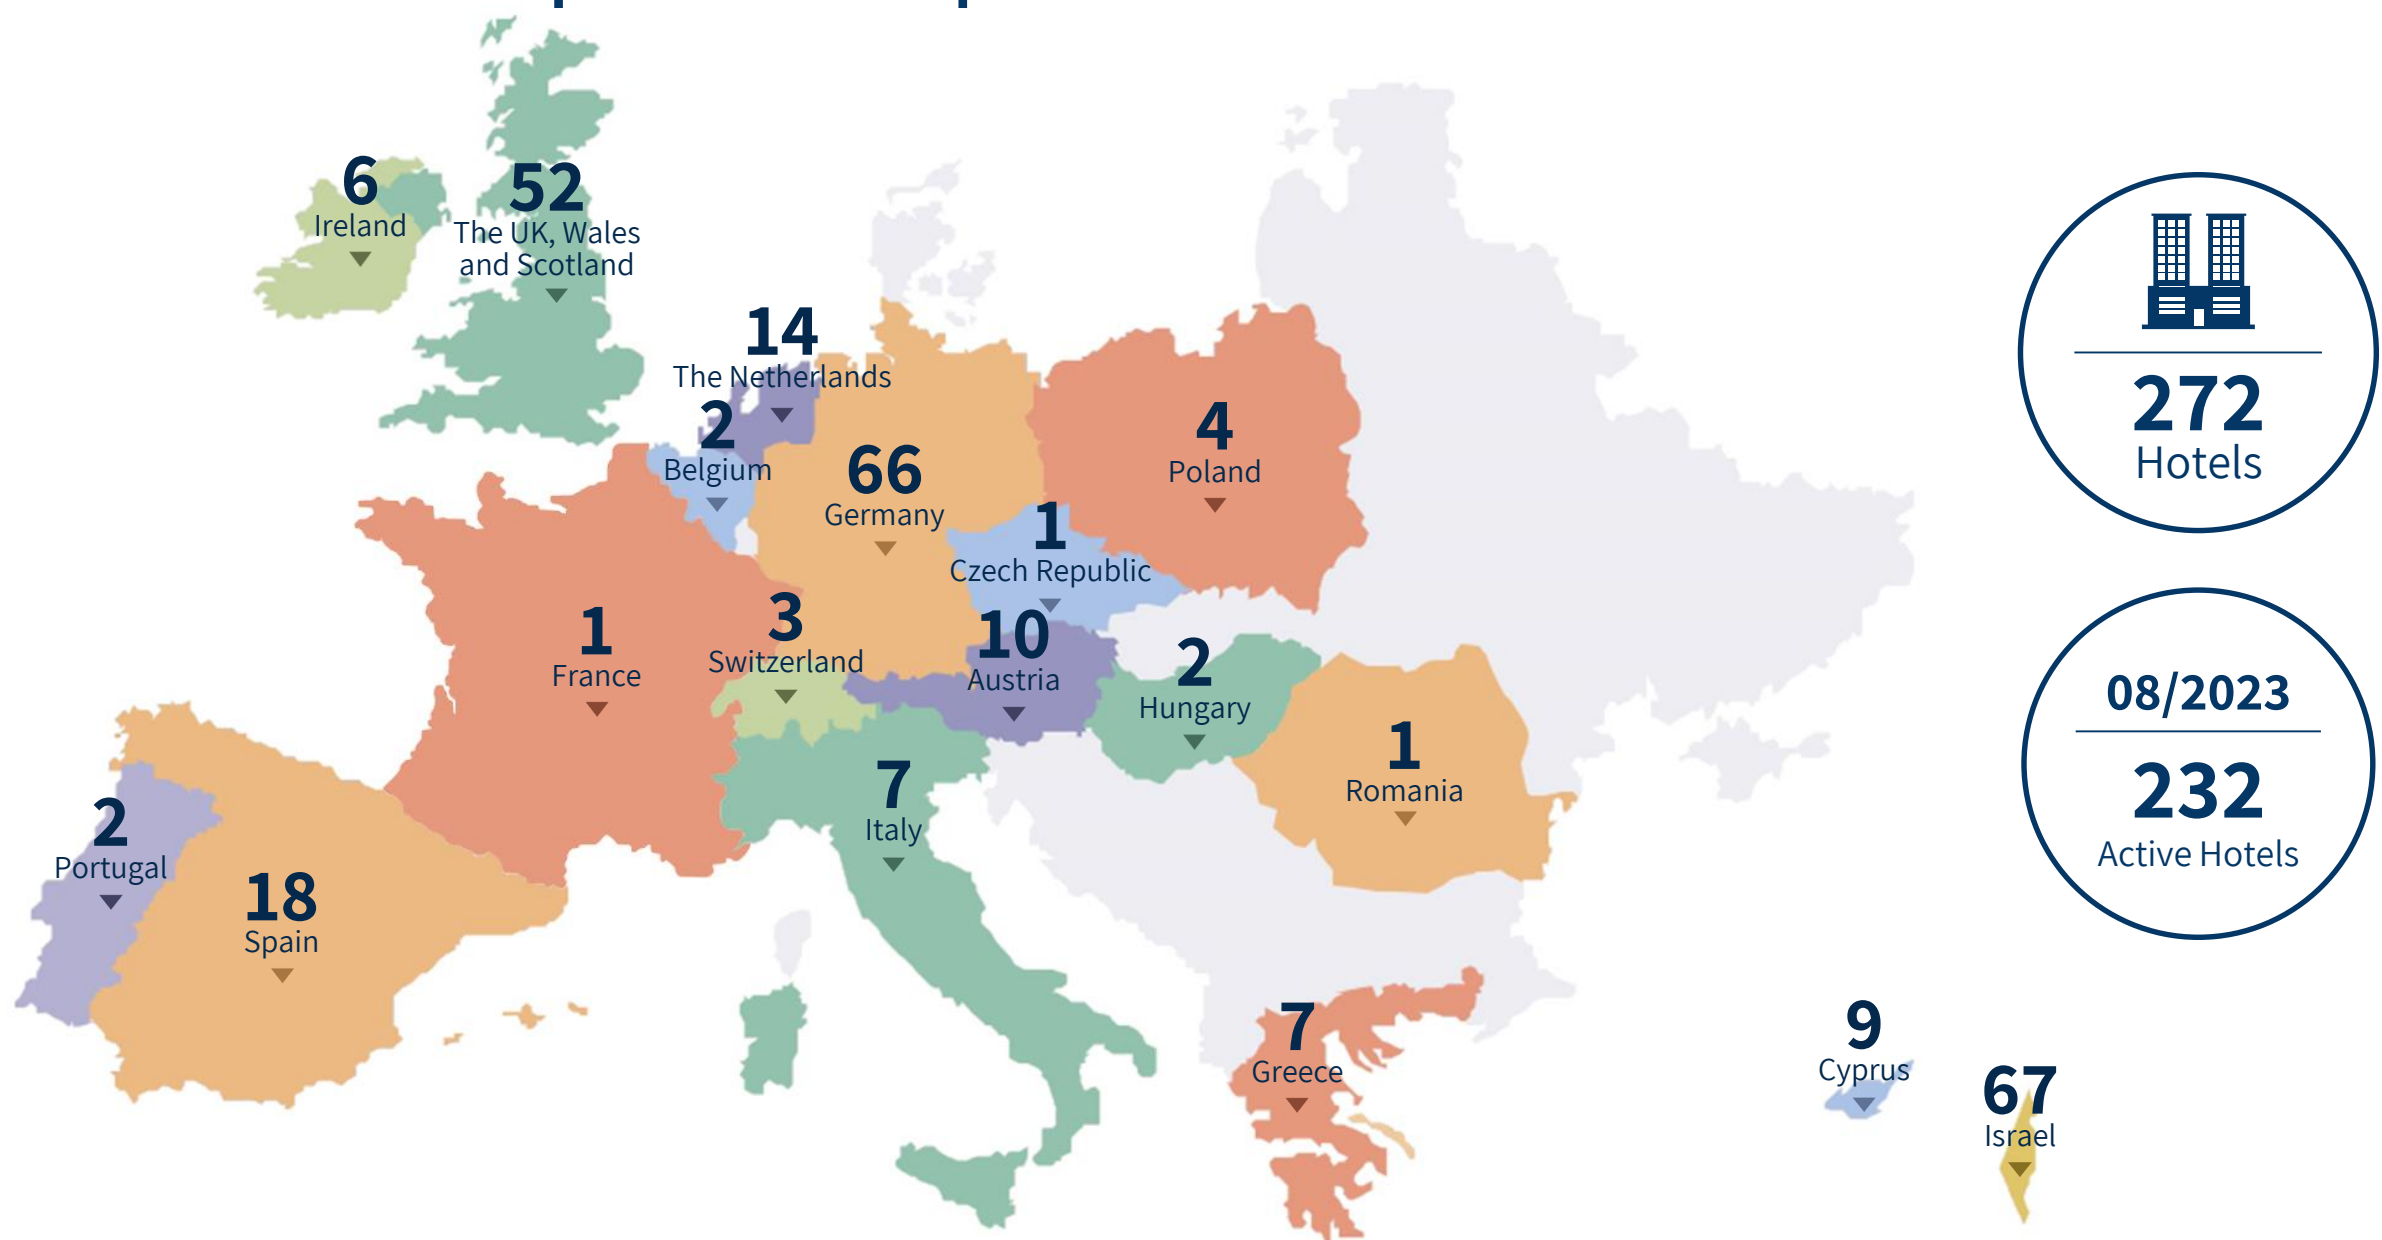 6
Ireland
52
The UK, Wales
and Scotland
14
The Netherlands
2
Belgium
66
Germany
4
Poland
1
Czech Republic
1
France
3
Switzerland
10
Austria
2
Hungary
1
Romania
7
Italy
2
Portugal
18
Spain
7
Greece
9
Cyprus
67
Israel
272
Hotels
08/2023
232
Active Hotels